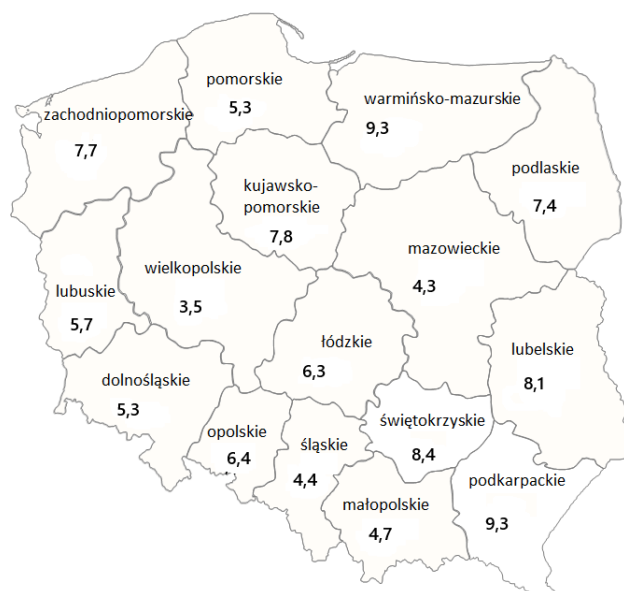 pomorskie
5,3
warmińsko-mazurskie
9,3
zachodniopomorskie
7,7
podlaskie
7,4
kujawsko-
pomorskie
7,8
mazowieckie
4,3
wielkopolskie
3,5
lubuskie
5,7
łódzkie
6,3
lubelskie
8,1
dolnośląskie
5,3
opolskie
6,4
śląskie
4,4
świętokrzyskie
8,4
małopolskie
4,7
podkarpackie
9,3